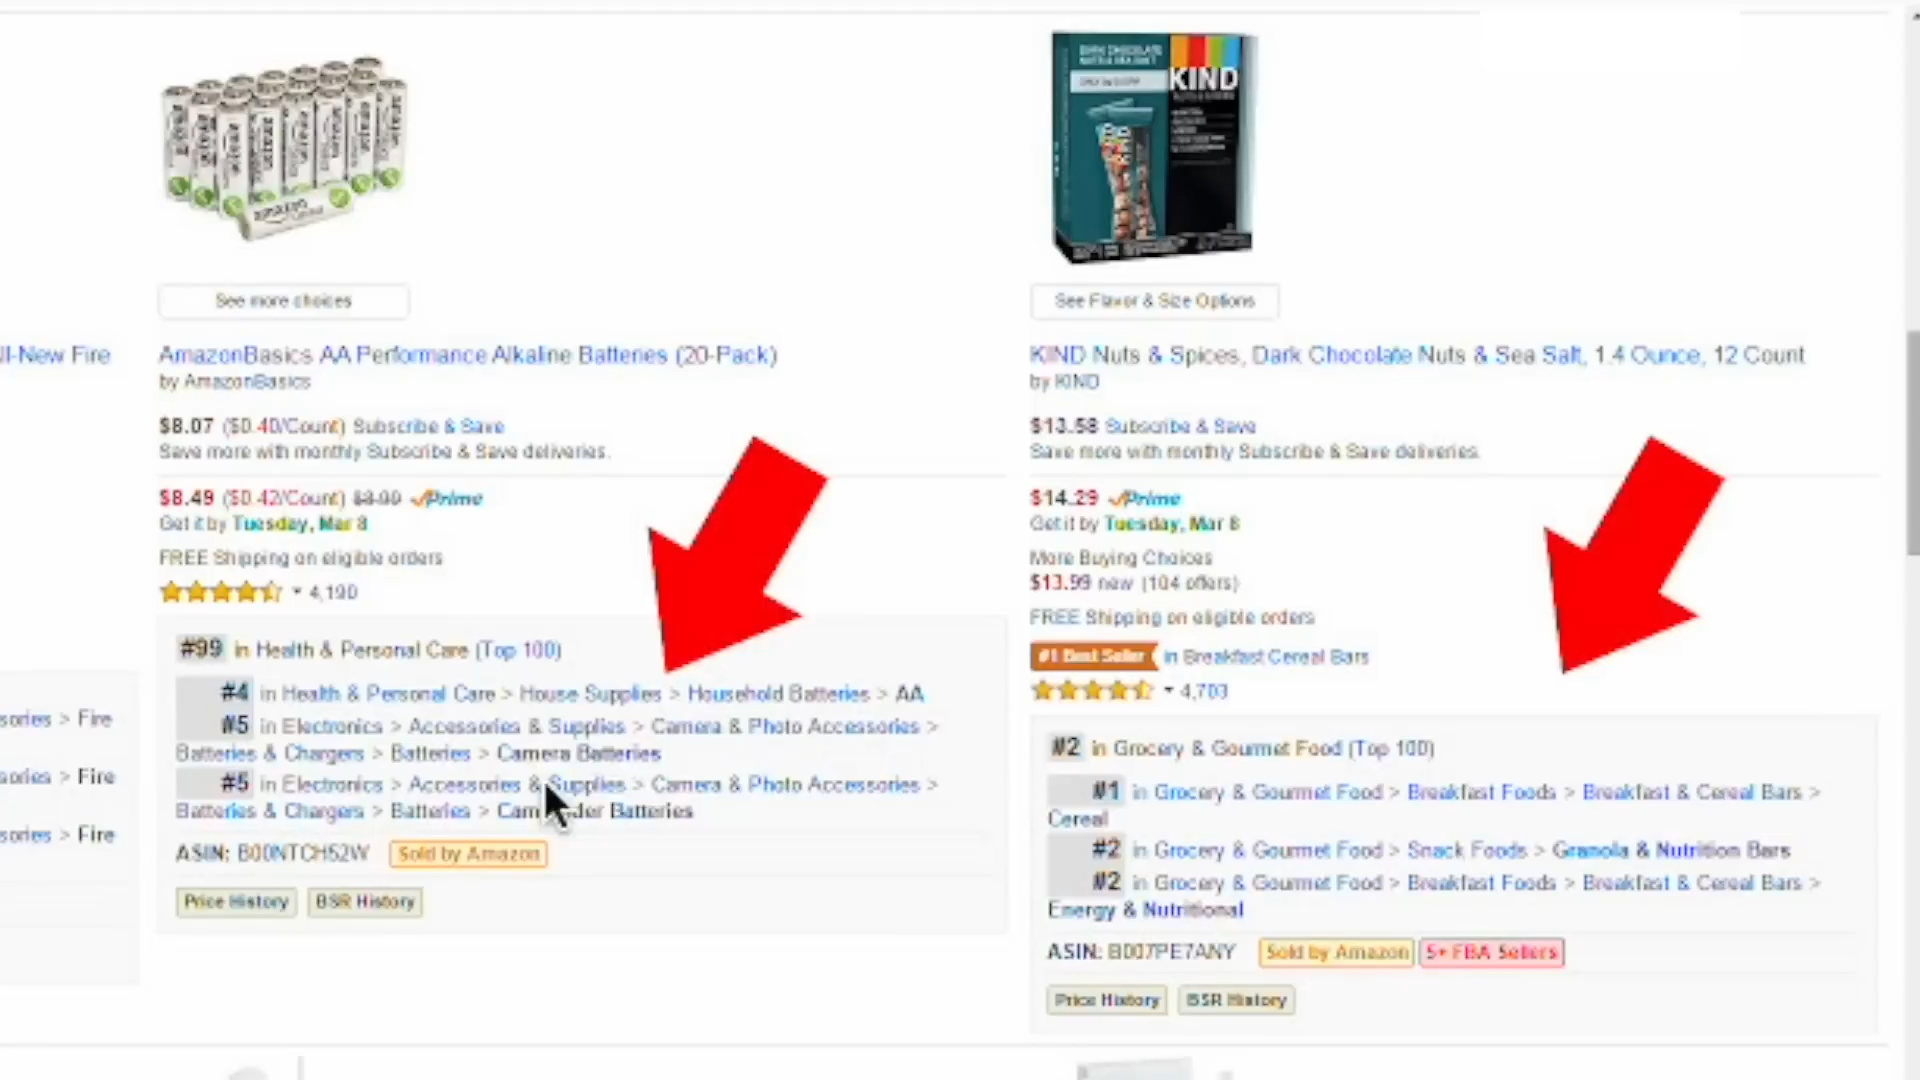 KIND
See more choices
See Flavor & Size Options
ll-New Fire
AmazonBasics AA Performance Alkaline Batteries (20-Pack)
by AmazonBasics
$8.07 ($0.40/Count) Subscribe & Save
Save more with monthly Subscribe & Save deliveries.
$8.49 ($0.42/Count) Prime
Get it by Tuesday, Mar 8
FREE Shipping on eligible orders
4,190
#99 in Health & Personal Care (Top 100)
#4 in Health & Personal Care > House Supplies > Household Batteries > AA
#5 in Electronics > Accessories & Supplies > Camera & Photo Accessories >
Batteries & Chargers > Batteries > Camera Batteries
#5 in Electronics > Accessories & Supplies > Camera & Photo Accessories >
Batteries & Chargers > Batteries > Cam der Batteries
ASIN: B00NTCH52W Sold by Amazon
Price History BSR History
sories > Fire
sories > Fire
sories > Fire
KIND Nuts & Spices, Dark Chocolate Nuts & Sea Salt, 1.4 Ounce, 12 Count
by KIND
$13.58 Subscribe & Save
Save more with monthly Subscribe & Save deliveries.
$14.29 Prime
Get it by Tuesday, Mar 8
More Buying Choices
$13.99 new (104 offers)
FREE Shipping on eligible orders
#1 Best Seller in Breakfast Cereal Bars
4,703
#2 in Grocery & Gourmet Food (Top 100)
#1 in Grocery & Gourmet Food > Breakfast Foods > Breakfast & Cereal Bars >
Cereal
#2 in Grocery & Gourmet Food > Snack Foods > Granola & Nutrition Bars
#2 in Grocery & Gourmet Food > Breakfast Foods > Breakfast & Cereal Bars >
Energy & Nutritional
ASIN: B007PE7ANY Sold by Amazon 5+ FBA Sellers
Price History BSR History